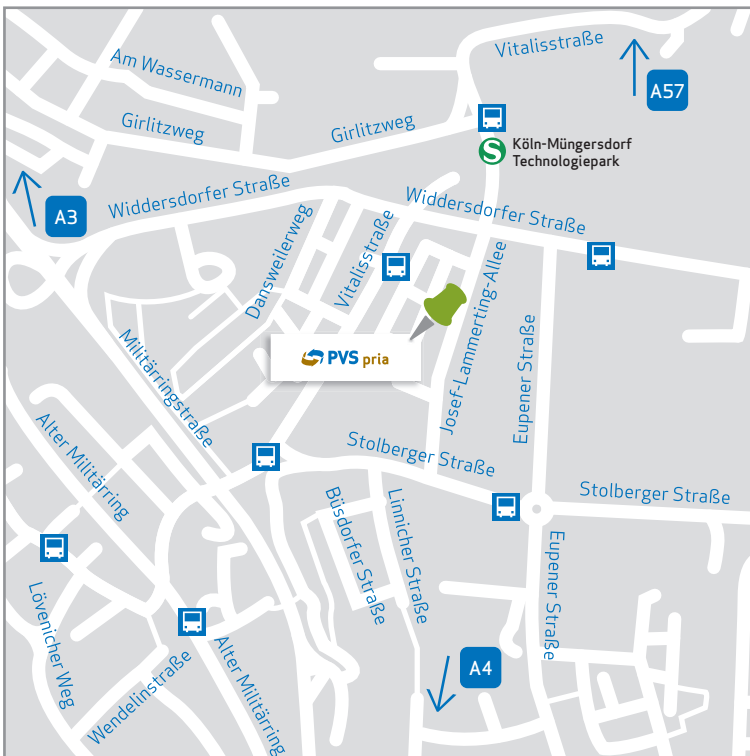 Vitalisstraße
A57
Am Wassermann
Girlitzweg
Girlitzweg
S
Köln-Müngersdorf
Technologiepark
A3
Widdersdorfer Straße
Widdersdorfer Straße
Dansweilerweg
Vitalisstraße
Josef-Lammerting-Allee
Eupener Straße
PVS pria
Militärringstraße
Alter Militärring
Stolberger Straße
Stolberger Straße
Büsdorfer Straße
Linnicher Straße
Eupener Straße
Lövenicher Weg
Wendelinstraße
Alter Militärring
A4